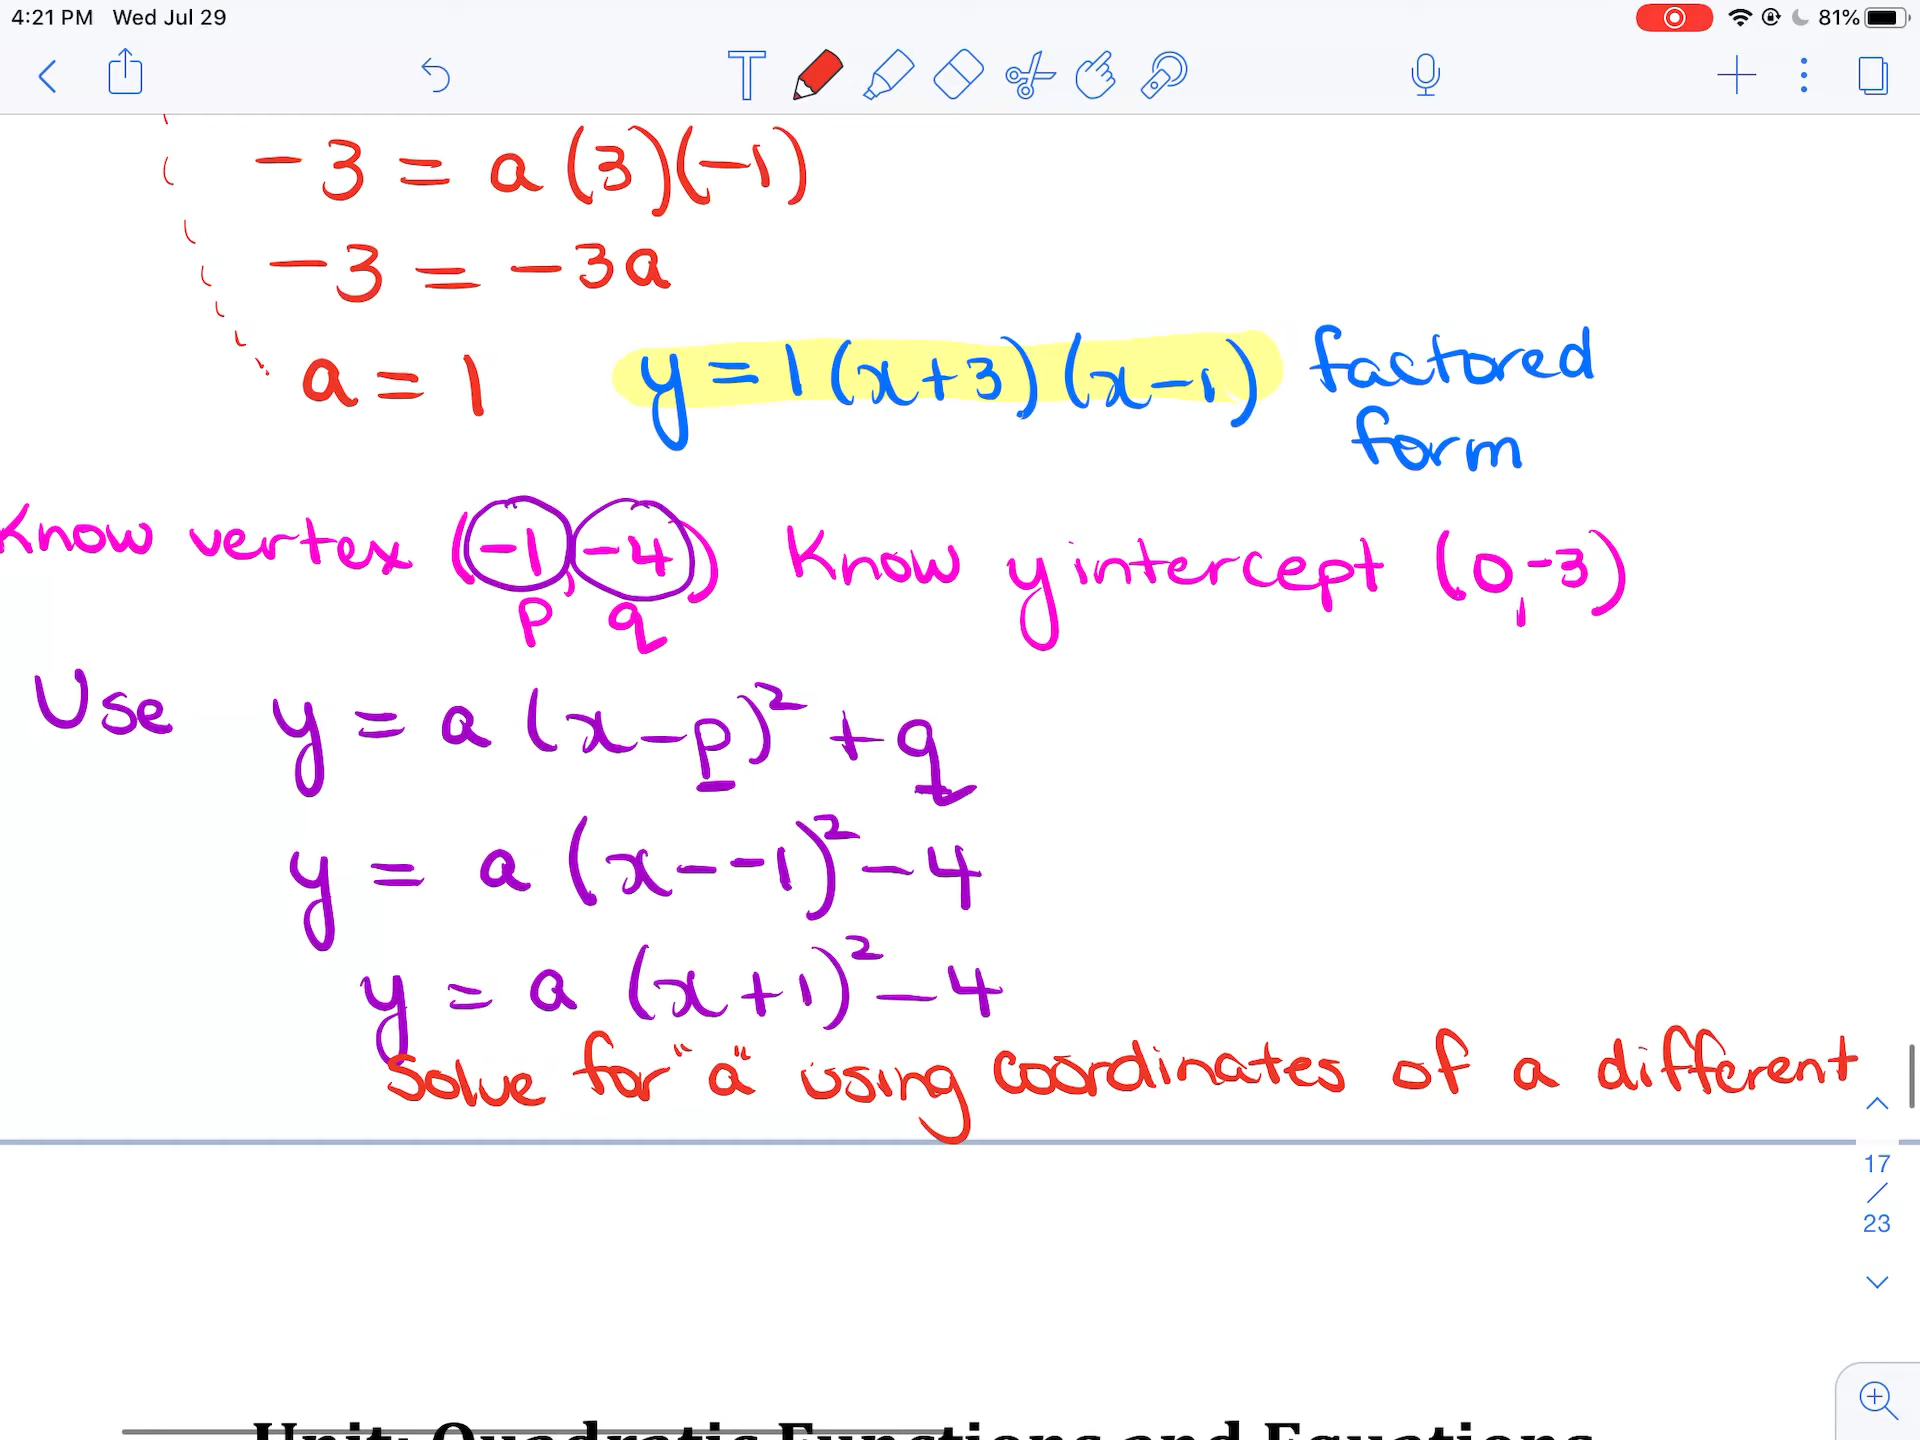 4:21 PM Wed Jul 29 81%
T
-3 = a (3)(-1)
-3 = -3a
a = 1 y = 1 (x+3) (x-1) factored
form
Know vertex (-1, -4) Know y intercept (0,-3)
p q
Use y = a (x-p)² + q
y = a (x--1)² - 4
y = a (x+1)² - 4
solve for "a" using coordinates of a different
17
/
23
Unit: Quadratic Functions and Equations